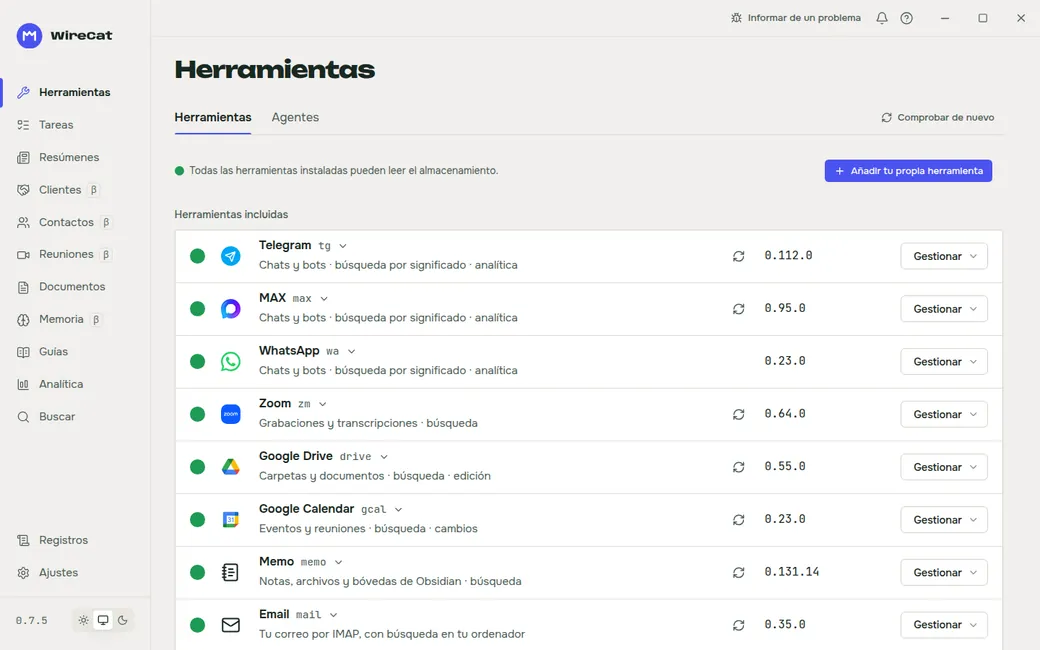 wirecat
Informar de un problema
Herramientas
Tareas
Resúmenes
Clientes β
Contactos β
Reuniones β
Documentos
Memoria β
Guías
Analítica
Buscar
Registros
Ajustes
0.7.5
Herramientas
Herramientas Agentes
Comprobar de nuevo
Todas las herramientas instaladas pueden leer el almacenamiento.
+ Añadir tu propia herramienta
Herramientas incluidas
Telegram tg
Chats y bots · búsqueda por significado · analítica
0.112.0
Gestionar
MAX max
Chats y bots · búsqueda por significado · analítica
0.95.0
Gestionar
WhatsApp wa
Chats y bots · búsqueda por significado · analítica
0.23.0
Gestionar
zoom
Zoom zm
Grabaciones y transcripciones · búsqueda
0.64.0
Gestionar
Google Drive drive
Carpetas y documentos · búsqueda · edición
0.55.0
Gestionar
31
Google Calendar gcal
Eventos y reuniones · búsqueda · cambios
0.23.0
Gestionar
Memo memo
Notas, archivos y bóvedas de Obsidian · búsqueda
0.131.14
Gestionar
Email mail
Tu correo por IMAP, con búsqueda en tu ordenador
0.35.0
Gestionar